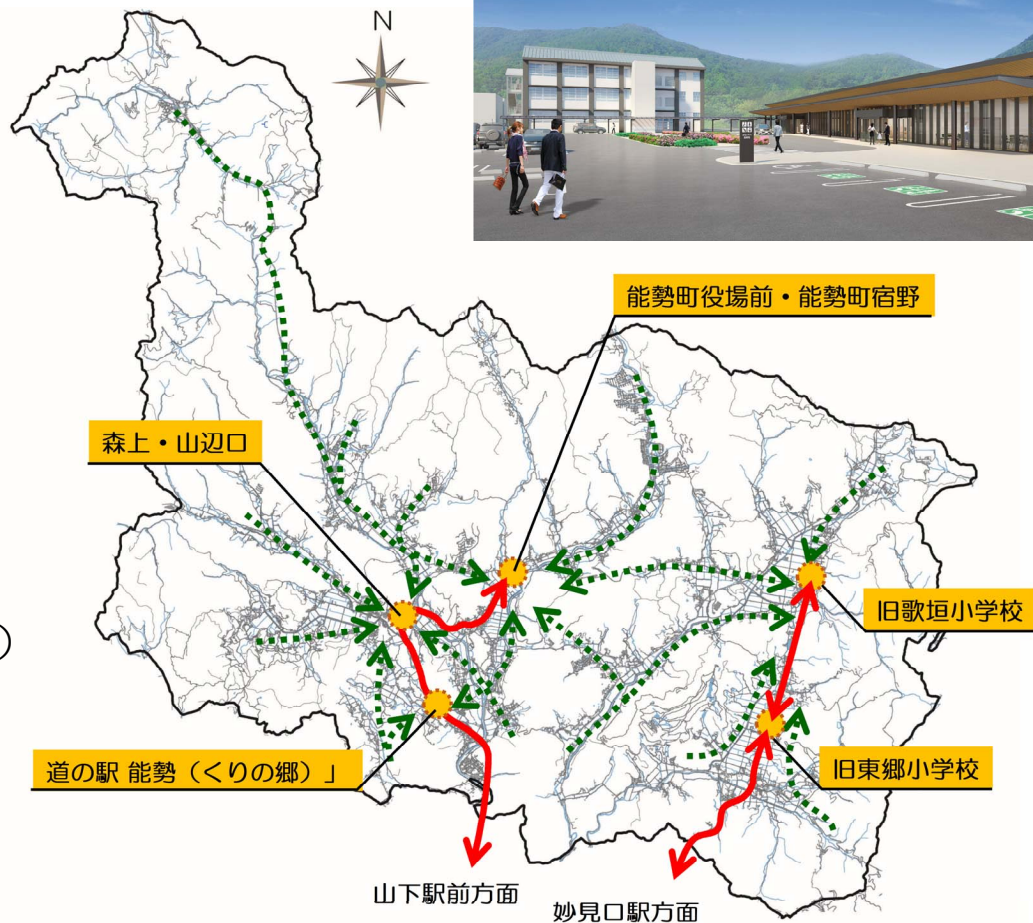 N
能勢町役場前・能勢町宿野
森上・山辺口
旧歌垣小学校
道の駅 能勢（くりの郷）」
旧東郷小学校
山下駅前方面
妙見口駅方面